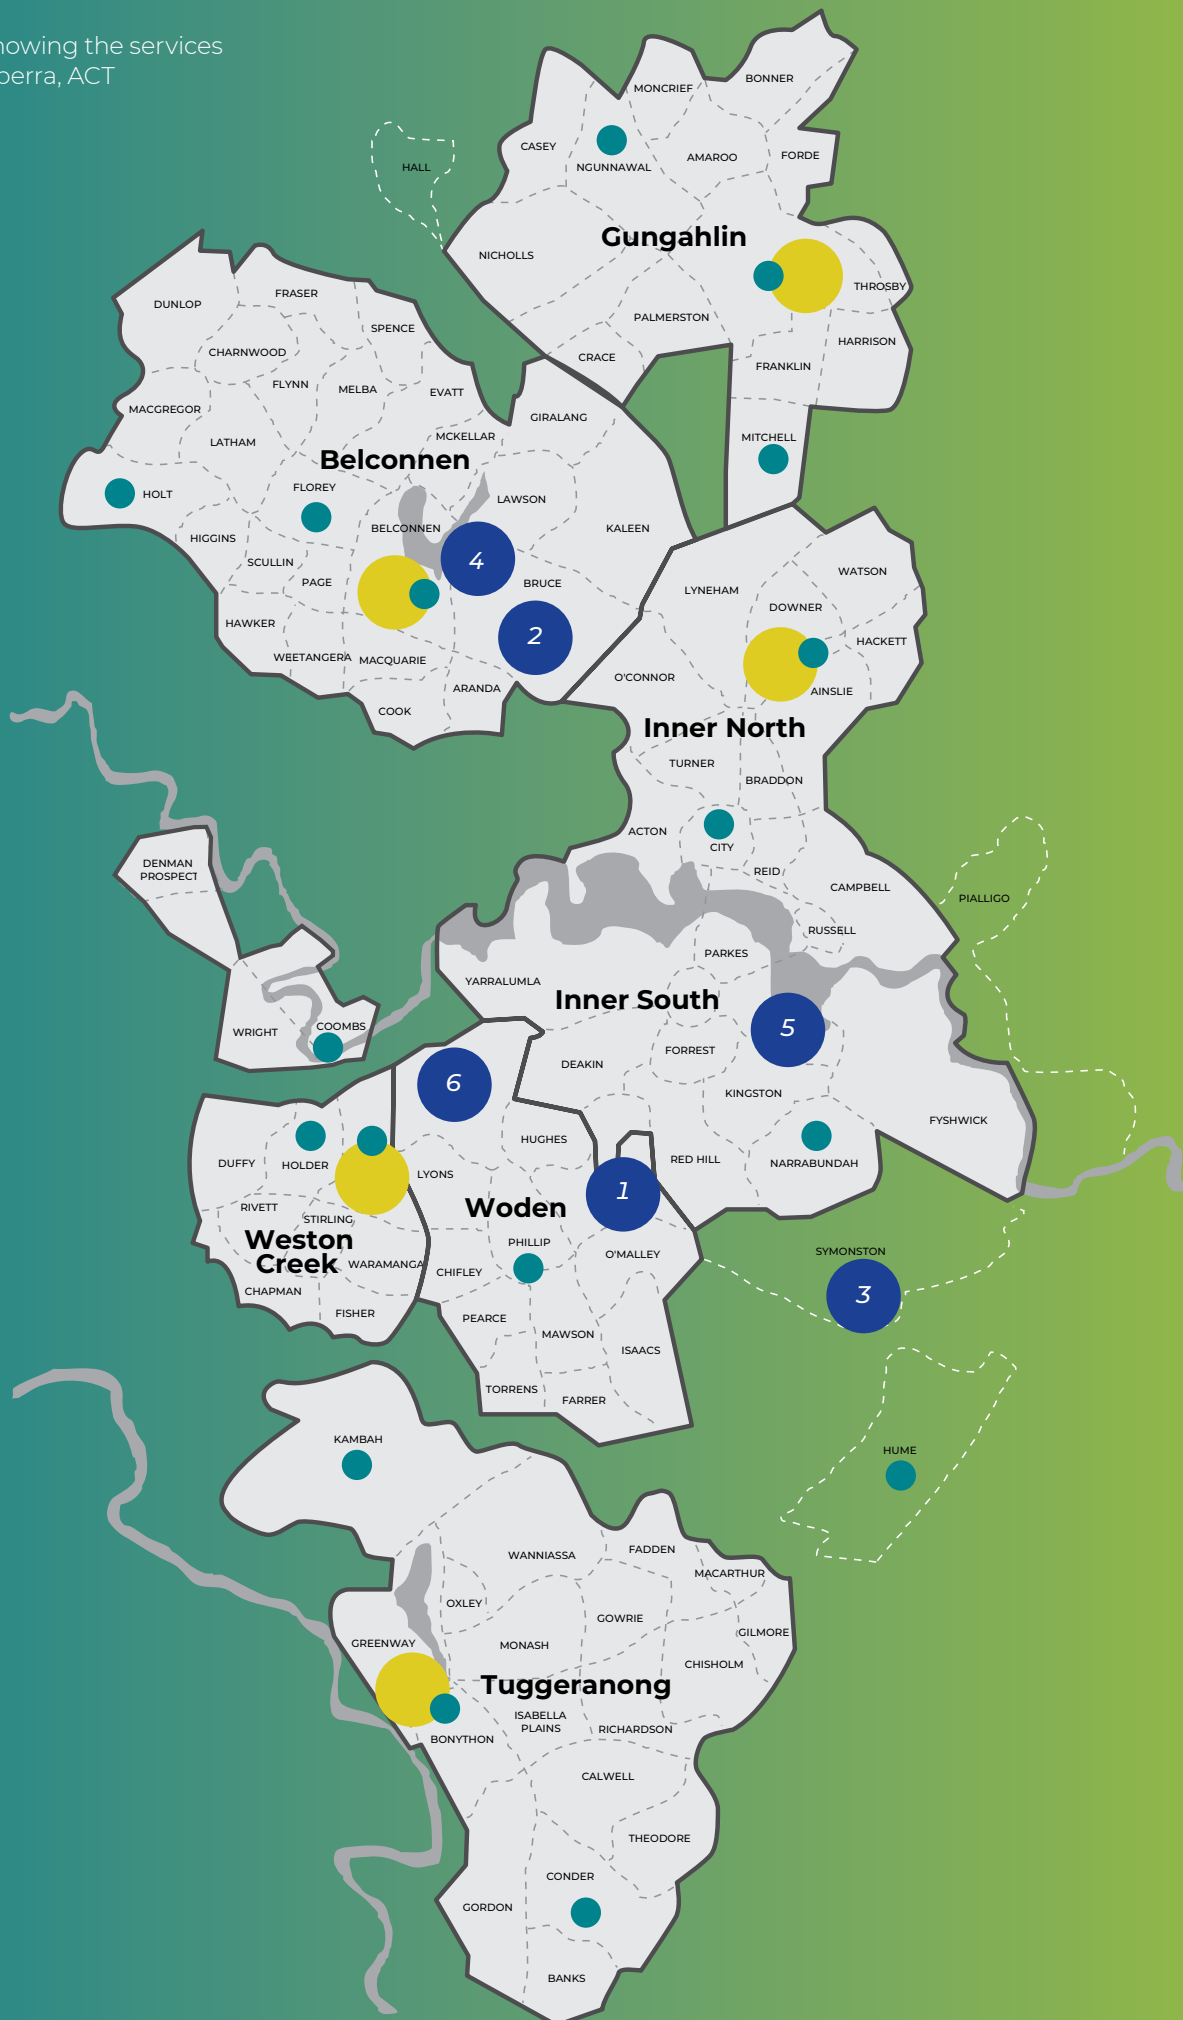 howing the services
berra, ACT
MONCRIEF
BONNER
CASEY
NGUNNAWAL
AMAROO
FORDE
HALL
Gungahlin
NICHOLLS
THROSBY
PALMERSTON
HARRISON
CRACE
FRANKLIN
MITCHELL
DUNLOP
FRASER
SPENCE
CHARNWOOD
FLYNN
MELBA
EVATT
MACGREGOR
GIRALANG
LATHAM
MCKELLAR
Belconnen
HOLT
FLOREY
LAWSON
BELCONNEN
KALEEN
HIGGINS
SCULLIN
4
PAGE
BRUCE
HAWKER
2
WEETANGERA
MACQUARIE
ARANDA
COOK
LYNEHAM
WATSON
DOWNER
HACKETT
O'CONNOR
AINSLIE
Inner North
TURNER
BRADDON
ACTON
CITY
REID
CAMPBELL
PIALLIGO
RUSSELL
DENMAN
PROSPECT
PARKES
YARRALUMLA
Inner South
WRIGHT
COOMBS
5
DEAKIN
FORREST
6
KINGSTON
FYSHWICK
HUGHES
DUFFY
HOLDER
LYONS
RED HILL
NARRABUNDAH
1
RIVETT
STIRLING
Woden
Weston
Creek
PHILLIP
O'MALLEY
SYMONSTON
WARAMANGA
CHIFLEY
3
CHAPMAN
FISHER
PEARCE
MAWSON
ISAACS
TORRENS
FARRER
KAMBAH
HUME
WANNIASSA
FADDEN
MACARTHUR
OXLEY
GOWRIE
GILMORE
GREENWAY
MONASH
CHISHOLM
Tuggeranong
ISABELLA
PLAINS
RICHARDSON
BONYTHON
CALWELL
THEODORE
CONDER
GORDON
BANKS